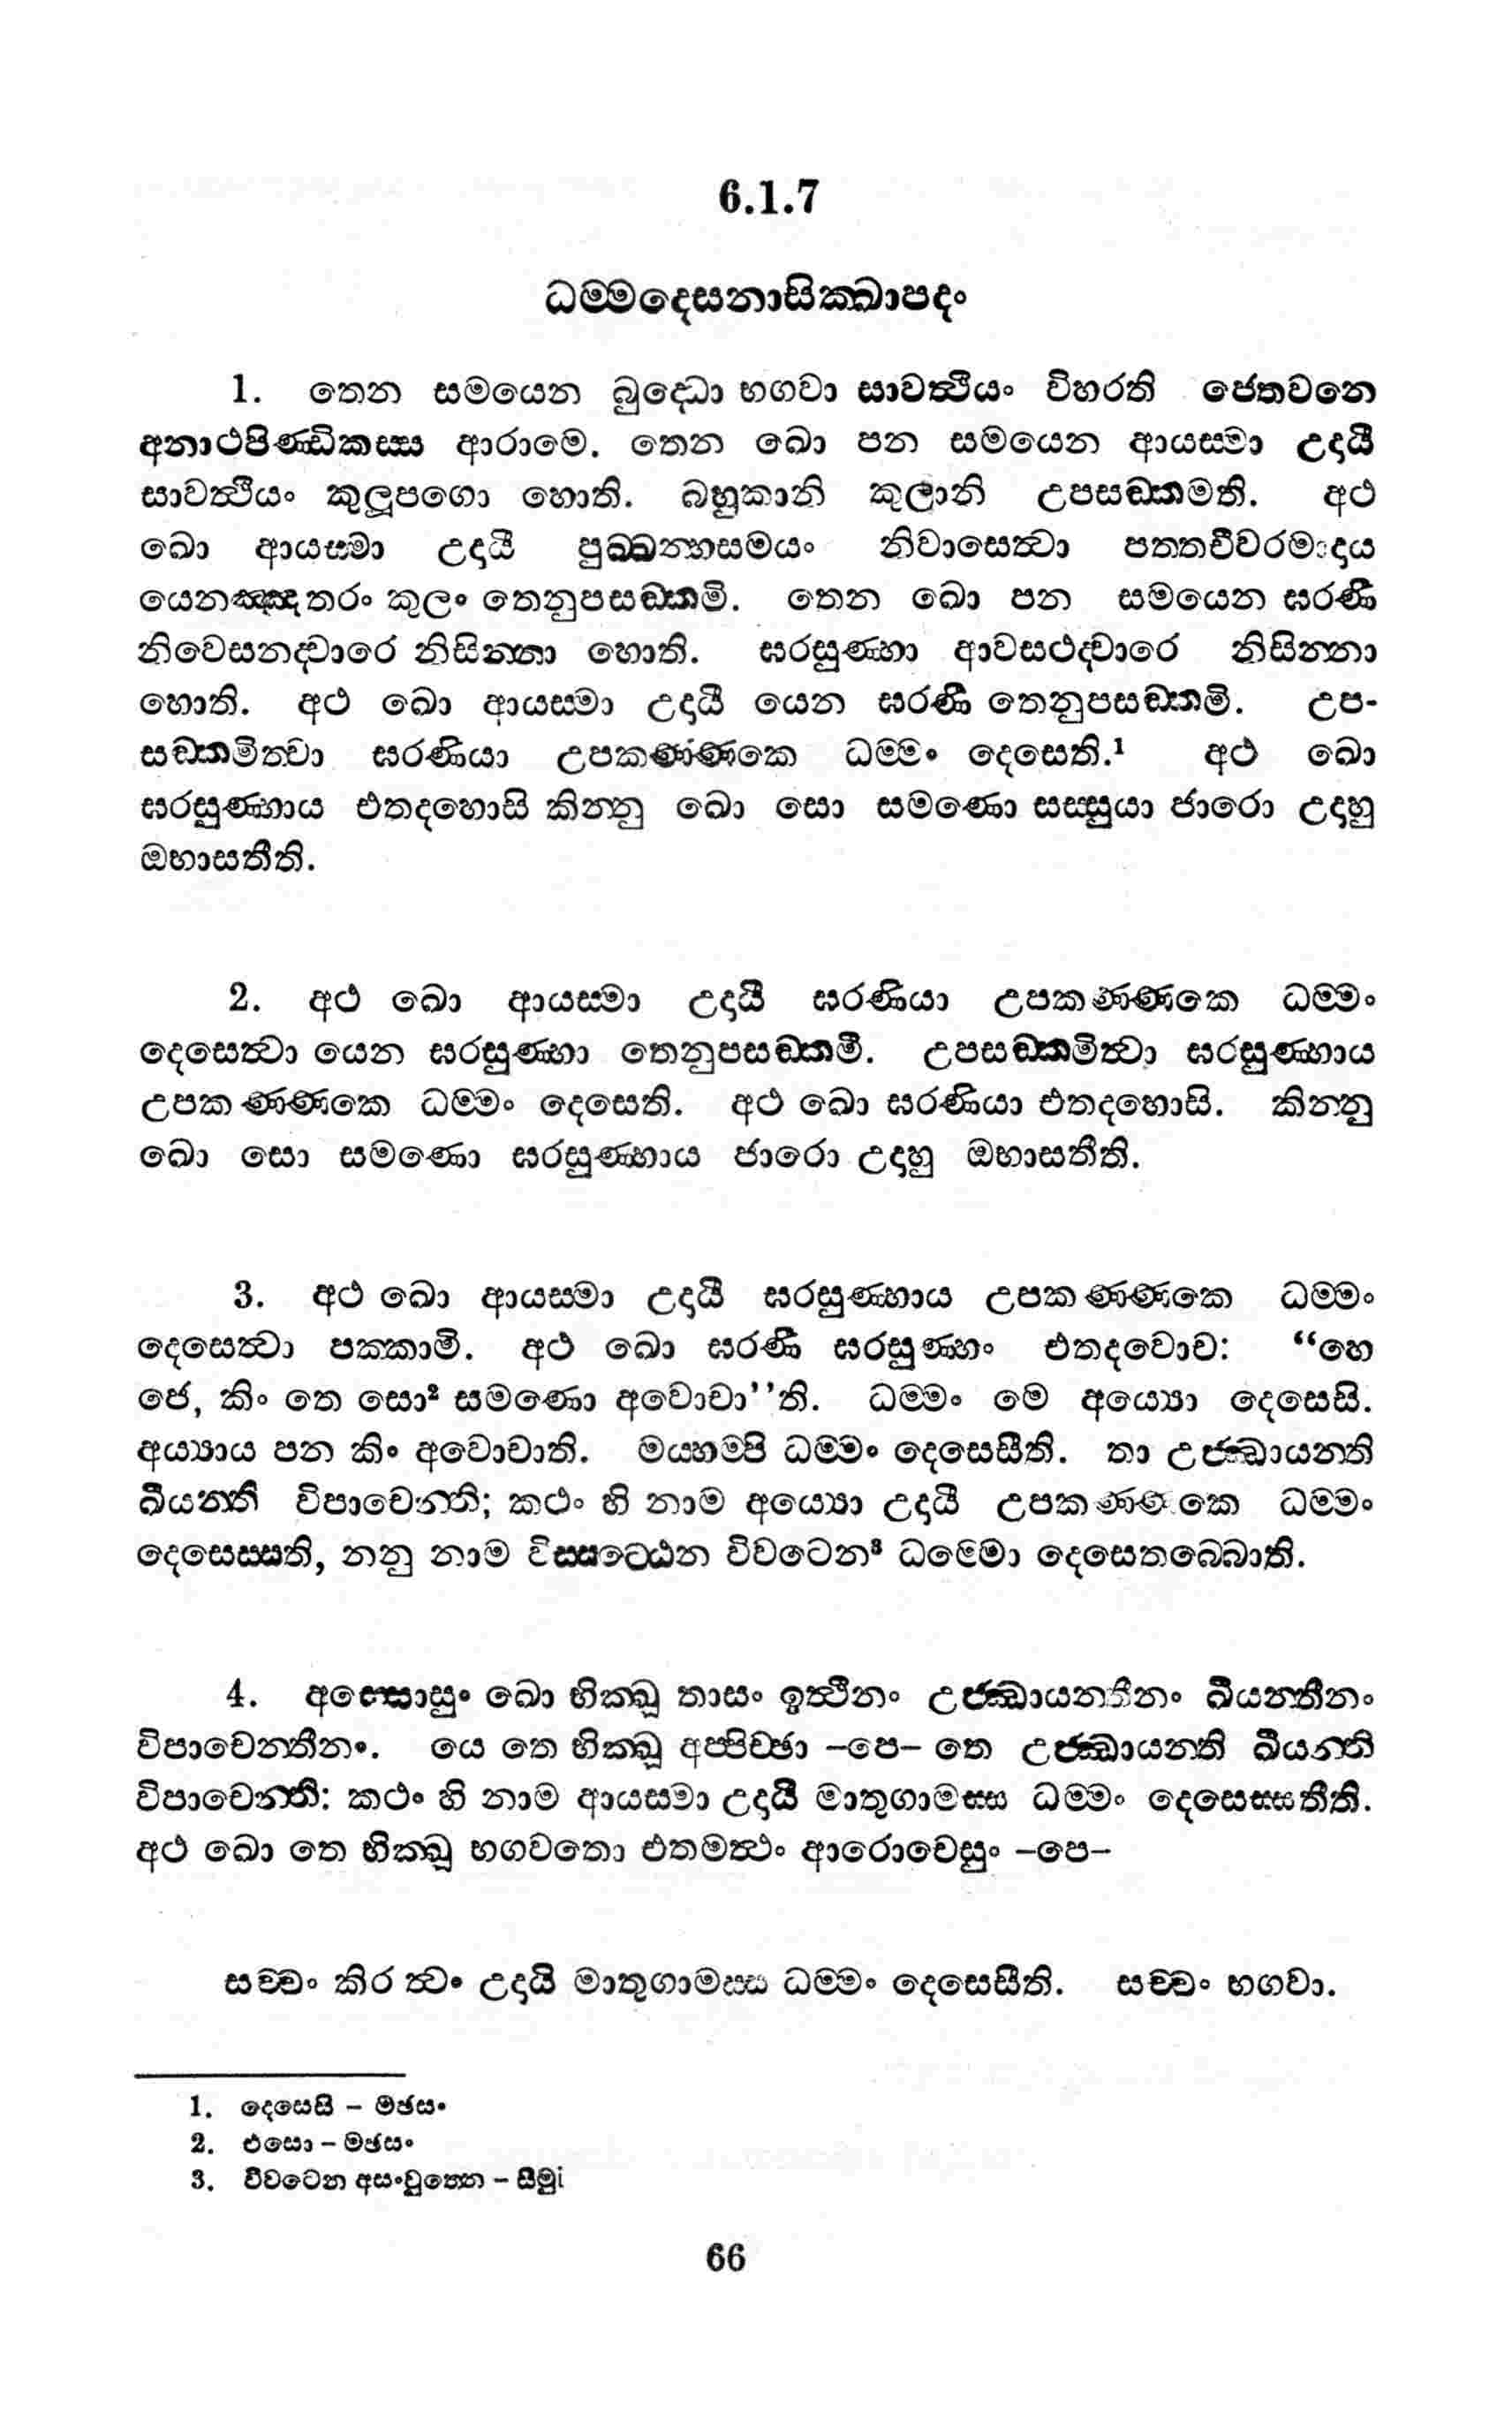 6.1.7
ධම්මදෙසනාසික්ඛාපදං
1. තෙන සමයෙන බුද්ධො භගවා සාවත්ථියං විහරති ජෙතවනෙ
අනාථපිණ්ඩිකස්ස ආරාමෙ. තෙන ඛො පන සමයෙන ආයස්මා උදායී
සාවත්ථියං කුලූපගො හොති. බහුකානි කුලානි උපසඞ්කමති. අථ
ඛො ආයස්මා උදායී පුබ්බන්හසමයං නිවාසෙත්වා පත්තචීවරමාදාය
යෙනඤ්ඤතරං කුලං තෙනුපසඞ්කමි. තෙන ඛො පන සමයෙන ඝරණී
නිවෙසනද්වාරෙ නිසින්නා හොති. ඝරසුණ්හා ආවසථද්වාරෙ නිසින්නා
හොති. අථ ඛො ආයස්මා උදායී යෙන ඝරණී තෙනුපසඞ්කමි. උප-
සඞ්කමිත්වා ඝරණියා උපකණ්ණකෙ ධම්මං දෙසෙති.¹ අථ ඛො
ඝරසුණ්හාය එතදහොසි කින්නු ඛො සො සමණො සස්සුයා ජාරො උදාහු
ඔභාසතීති.
2. අථ ඛො ආයස්මා උදායී ඝරණියා උපකණ්ණකෙ ධම්මං
දෙසෙත්වා යෙන ඝරසුණ්හා තෙනුපසඞ්කමී. උපසඞ්කමිත්වා ඝරසුණ්හාය
උපකණ්ණකෙ ධම්මං දෙසෙති. අථ ඛො ඝරණියා එතදහොසි. කින්නු
ඛො සො සමණො ඝරසුණ්හාය ජාරො උදාහු ඔභාසතීති.
3. අථ ඛො ආයස්මා උදායී ඝරසුණ්හාය උපකණ්ණකෙ ධම්මං
දෙසෙත්වා පක්කාමි. අථ ඛො ඝරණී ඝරසුණ්හං එතදවොච: “හෙ
ජෙ, කිං තෙ සො² සමණො අවොචා’’ති. ධම්මං මෙ අය්‍යො දෙසෙසි.
අය්‍යාය පන කිං අවොචාති. මය්හම්පි ධම්මං දෙසෙසීති. තා උජ්ඣායන්ති
ඛීයන්ති විපාචෙන්ති; කථං හි නාම අය්‍යො උදායී උපකණ්ණකෙ ධම්මං
දෙසෙස්සති, නනු නාම විස්සට්ඨෙන විවටෙන³ ධම්මො දෙසෙතබ්බොති.
4. අස්සොසුං ඛො භික්ඛූ තාසං ඉත්ථීනං උජ්ඣායන්තීනං ඛීයන්තීනං
විපාචෙන්තීනං. යෙ තෙ භික්ඛූ අප්පිච්ඡා –පෙ– තෙ උජ්ඣායන්ති ඛීයන්ති
විපාචෙන්ති: කථං හි නාම ආයස්මා උදායී මාතුගාමස්ස ධම්මං දෙසෙස්සතීති.
අථ ඛො තෙ භික්ඛූ භගවතො එතමත්ථං ආරොචෙසුං –පෙ–
සච්චං කිර ත්වං උදායි මාතුගාමස්ස ධම්මං දෙසෙසීති. සච්චං භගවා.
1. දෙසෙසි – මඡසං
2. එසො – මඡසං
3. විවටෙන අසංවුතෙන – සීමුi
66